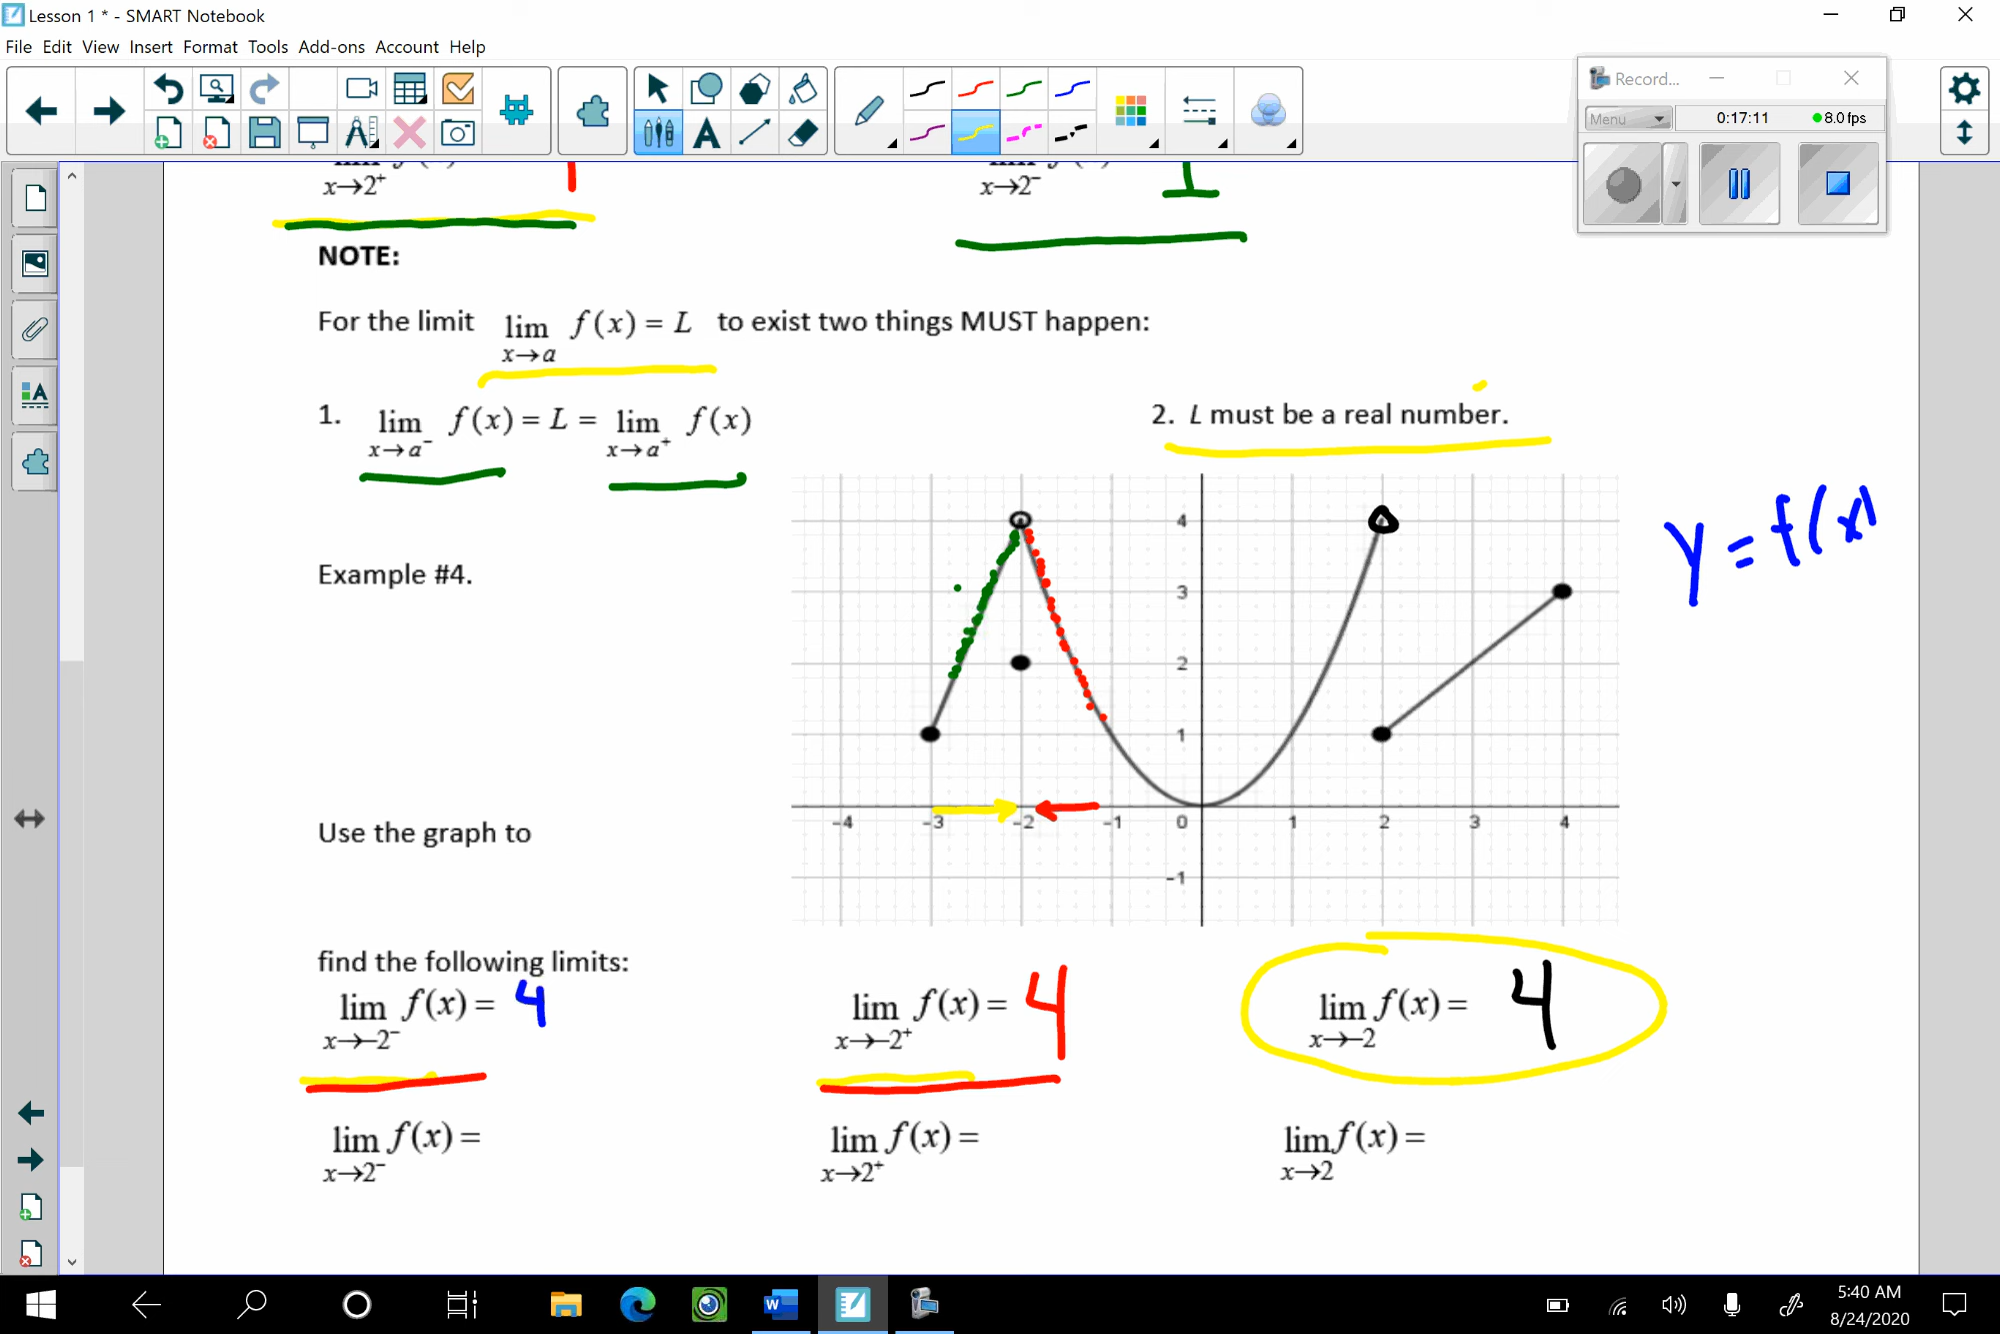 Lesson 1 * - SMART Notebook
File Edit View Insert Format Tools Add-ons Account Help
Record...
Menu 0:17:11 8.0 fps
x→2⁺
x→2⁻ 1
NOTE:
For the limit lim f(x) = L to exist two things MUST happen:
x→a
1. lim f(x) = L = lim f(x) 2. L must be a real number.
x→a⁻ x→a⁺
y = f(x)
Example #4.
4
3
2
1
-4 -3 -2 -1 0 1 2 3 4
-1
Use the graph to
find the following limits:
lim f(x) = 4 lim f(x) = 4 lim f(x) = 4
x→-2⁻ x→-2⁺ x→-2
lim f(x) = lim f(x) = lim f(x) =
x→2⁻ x→2⁺ x→2
5:40 AM
8/24/2020